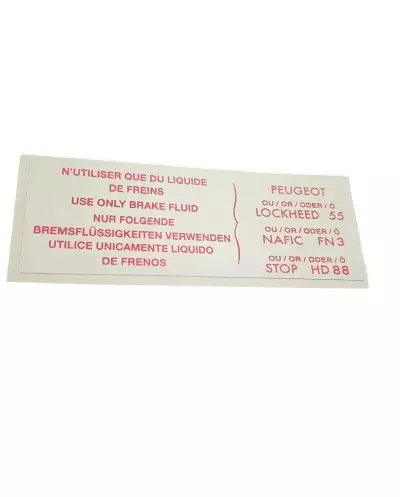 N'UTILISER QUE DU LIQUIDE
DE FREINS
USE ONLY BRAKE FLUID
NUR FOLGENDE
BREMSFLÜSSIGKEITEN VERWENDEN
UTILICE UNICAMENTE LIQUIDO
DE FRENOS
PEUGEOT
OU / OR / ODER / Ô
LOCKHEED 55
OU / OR / ODER / Ô
NAFIC FN3
OU / OR / ODER / Ô
STOP HD 88